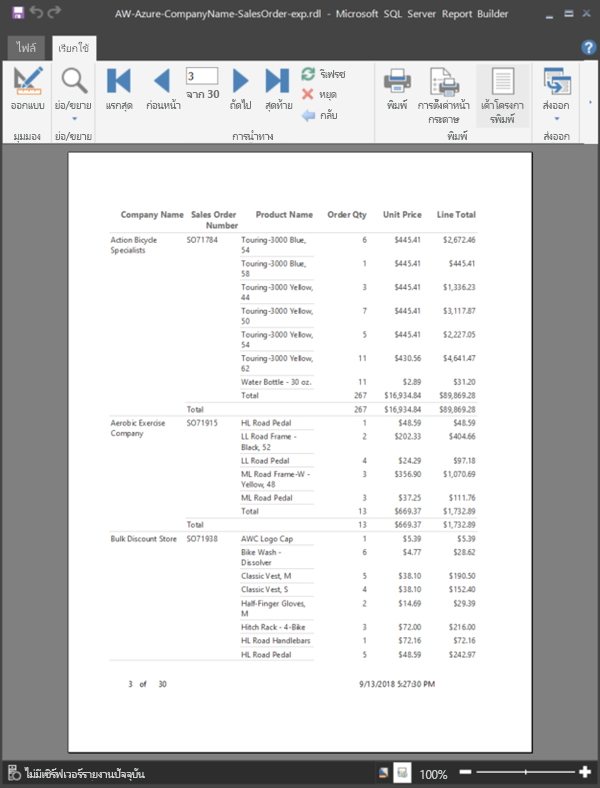 AW-Azure-CompanyName-SalesOrder-exp.rdl - Microsoft SQL Server Report Builder
ไฟล์ เรียกใช้
ออกแบบ ย่อ/ขยาย แรกสุด ก่อนหน้า 3 จาก 30 ถัดไป สุดท้าย รีเฟรช หยุด กลับ พิมพ์ การตั้งค่าหน้ากระดาษ เค้าโครงการพิมพ์ ส่งออก
มุมมอง ย่อ/ขยาย การนําทาง พิมพ์ ส่งออก
Company Name Sales Order Number Product Name Order Qty Unit Price Line Total
Action Bicycle Specialists SO71784 Touring-3000 Blue, 54 6 $445.41 $2,672.46
Touring-3000 Blue, 58 1 $445.41 $445.41
Touring-3000 Yellow, 44 3 $445.41 $1,336.23
Touring-3000 Yellow, 50 7 $445.41 $3,117.87
Touring-3000 Yellow, 54 5 $445.41 $2,227.05
Touring-3000 Yellow, 62 11 $430.56 $4,641.47
Water Bottle - 30 oz. 11 $2.89 $31.20
Total 267 $16,934.84 $89,869.28
Total 267 $16,934.84 $89,869.28
Aerobic Exercise Company SO71915 HL Road Pedal 1 $48.59 $48.59
LL Road Frame - Black, 52 2 $202.33 $404.66
LL Road Pedal 4 $24.29 $97.18
ML Road Frame-W - Yellow, 48 3 $356.90 $1,070.69
ML Road Pedal 3 $37.25 $111.76
Total 13 $669.37 $1,732.89
Total 13 $669.37 $1,732.89
Bulk Discount Store SO71938 AWC Logo Cap 1 $5.39 $5.39
Bike Wash - Dissolver 6 $4.77 $28.62
Classic Vest, M 5 $38.10 $190.50
Classic Vest, S 4 $38.10 $152.40
Half-Finger Gloves, M 2 $14.69 $29.39
Hitch Rack - 4-Bike 3 $72.00 $216.00
HL Road Handlebars 1 $72.16 $72.16
HL Road Pedal 5 $48.59 $242.97
3 of 30 9/13/2018 5:27:30 PM
ไม่มีเซิร์ฟเวอร์รายงานปัจจุบัน 100%